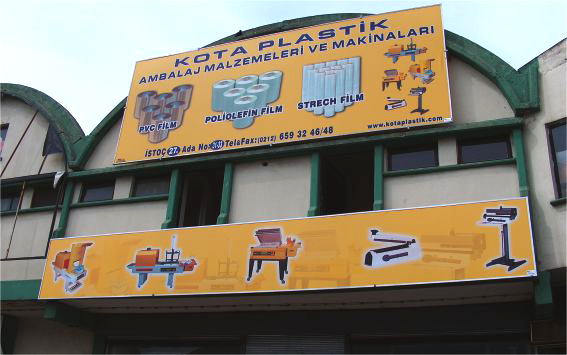 KOTA PLASTİK
AMBALAJ MALZEMELERİ VE MAKİNALARI
PVC FİLM
POLİOLEFİN FİLM
STRECH FİLM
www.kotaplastik.com
İSTOÇ 27. Ada No: Tel&Fax:(0212) 659 32 46/48